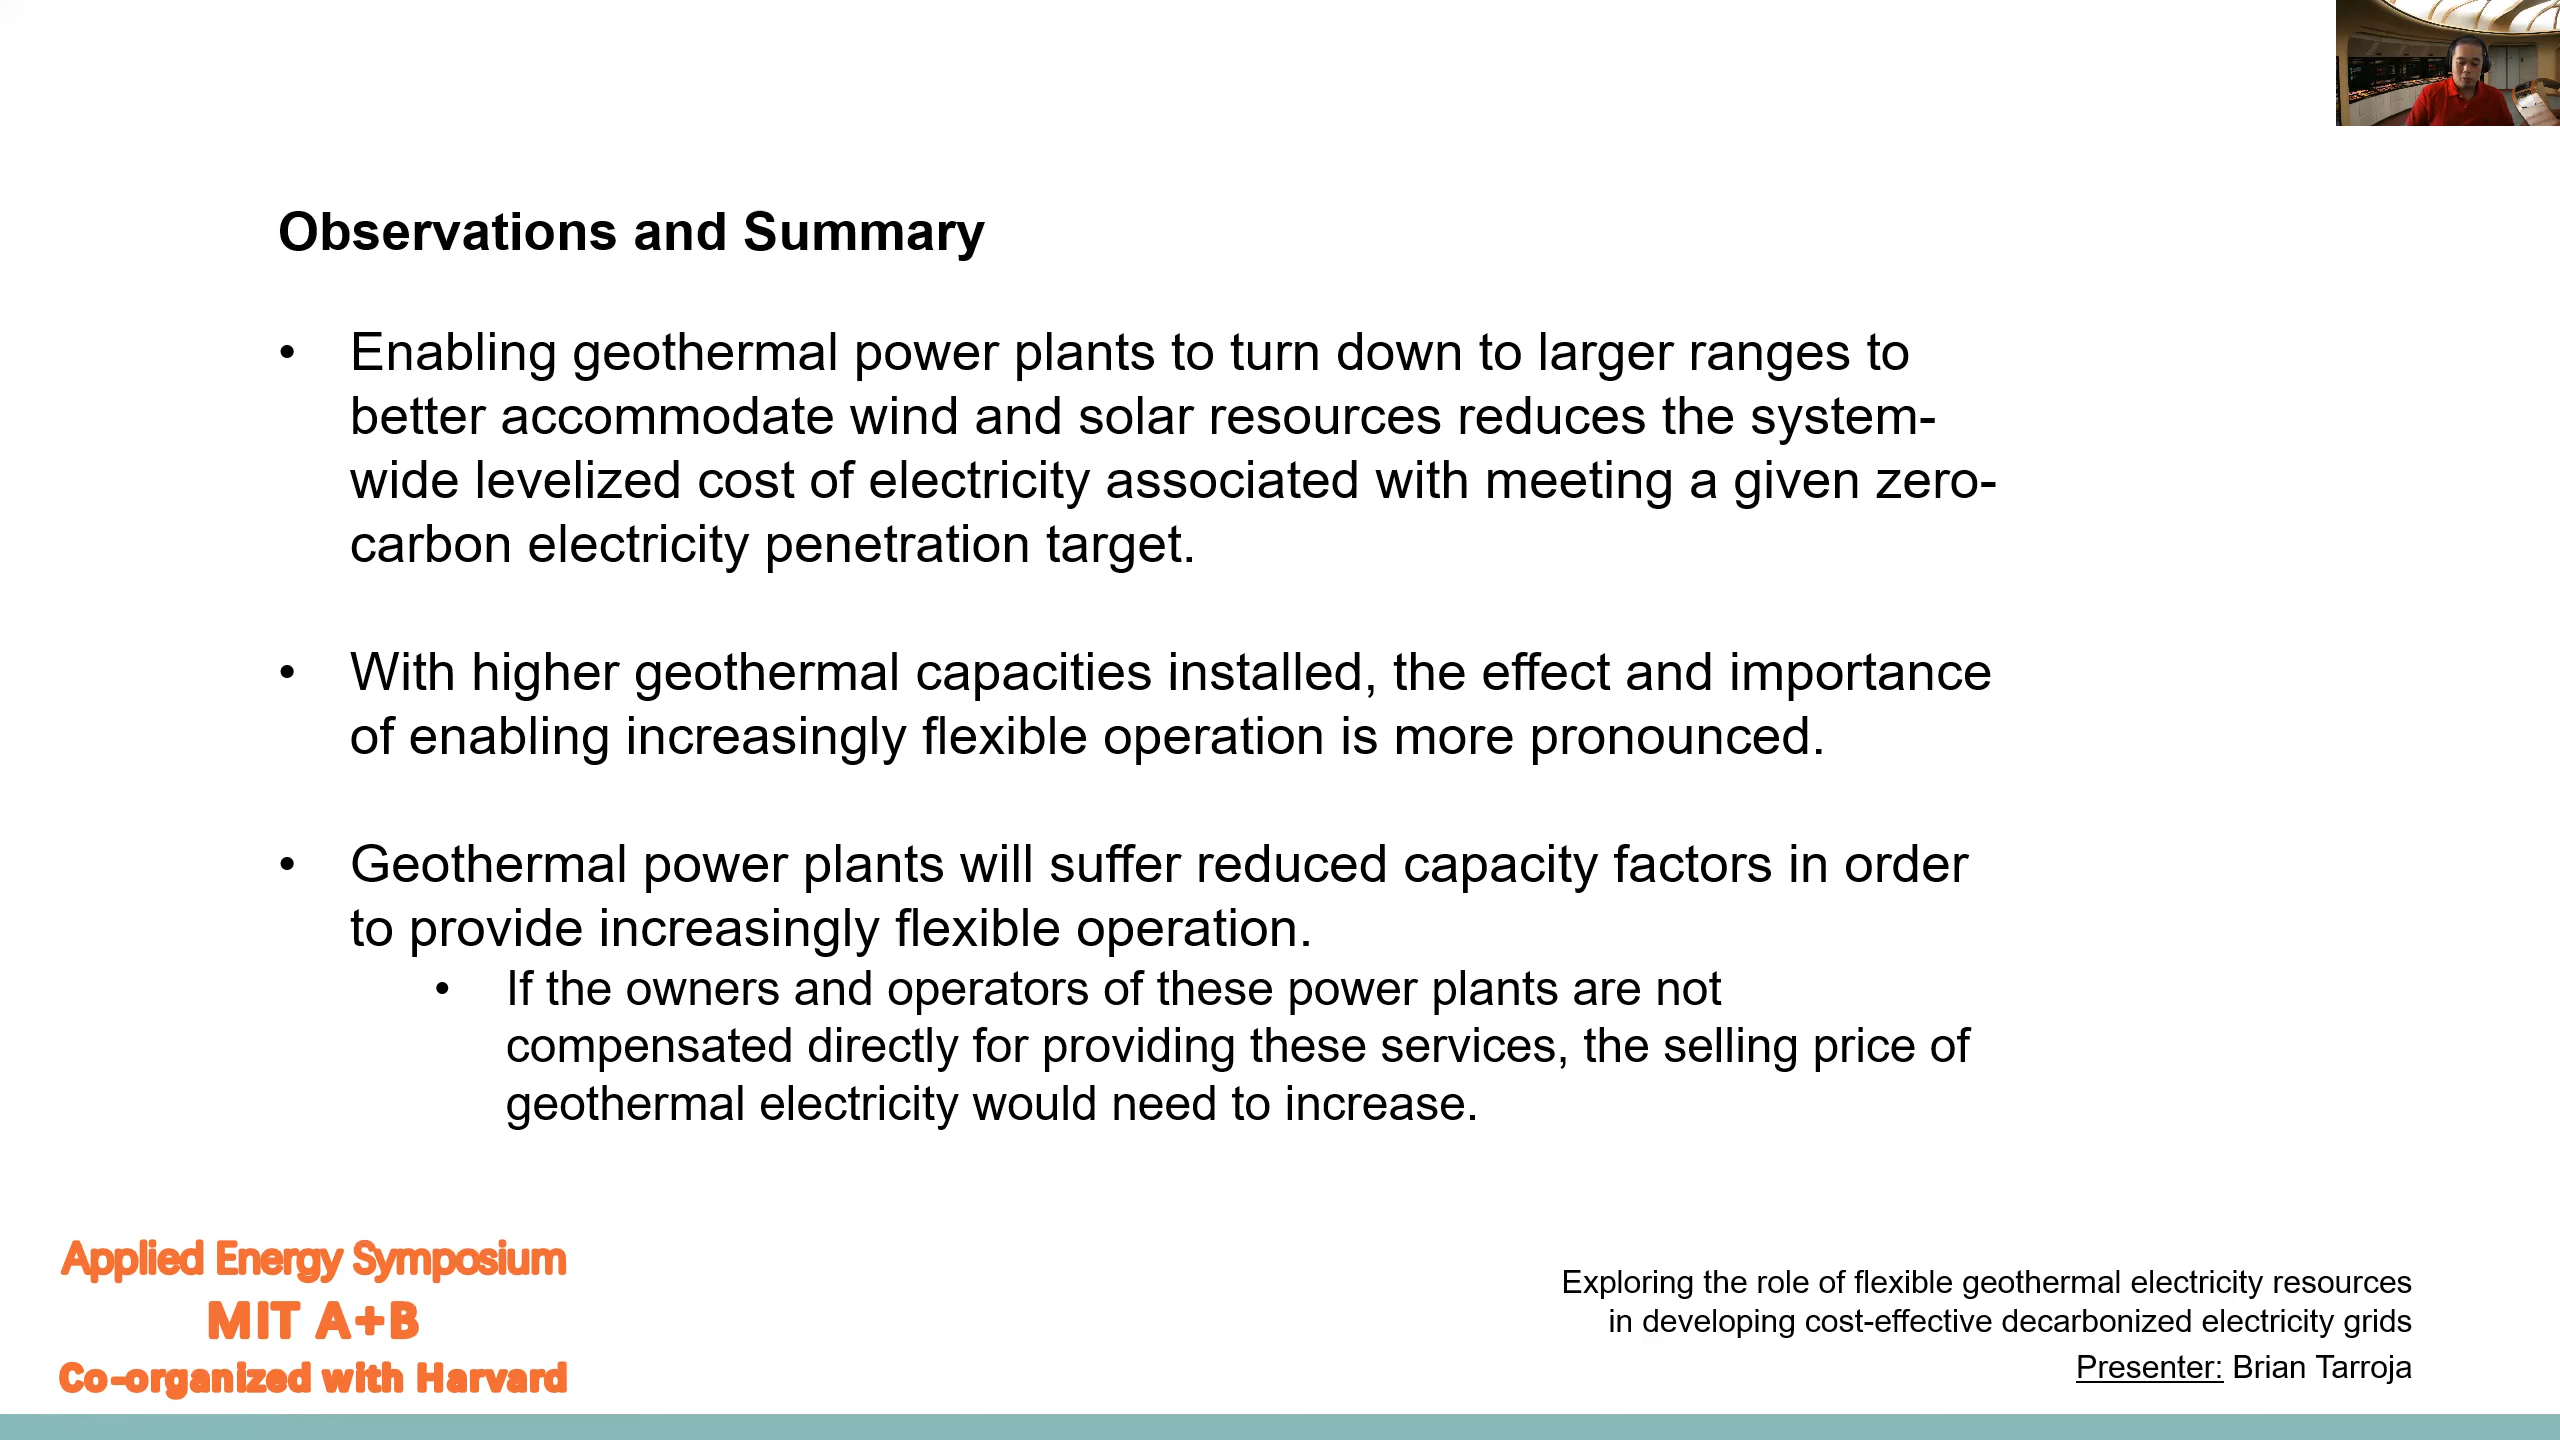 Observations and Summary
• Enabling geothermal power plants to turn down to larger ranges to
better accommodate wind and solar resources reduces the system-
wide levelized cost of electricity associated with meeting a given zero-
carbon electricity penetration target.
• With higher geothermal capacities installed, the effect and importance
of enabling increasingly flexible operation is more pronounced.
• Geothermal power plants will suffer reduced capacity factors in order
to provide increasingly flexible operation.
• If the owners and operators of these power plants are not
compensated directly for providing these services, the selling price of
geothermal electricity would need to increase.
Applied Energy Symposium
MIT A+B
Co-organized with Harvard
Exploring the role of flexible geothermal electricity resources
in developing cost-effective decarbonized electricity grids
Presenter: Brian Tarroja